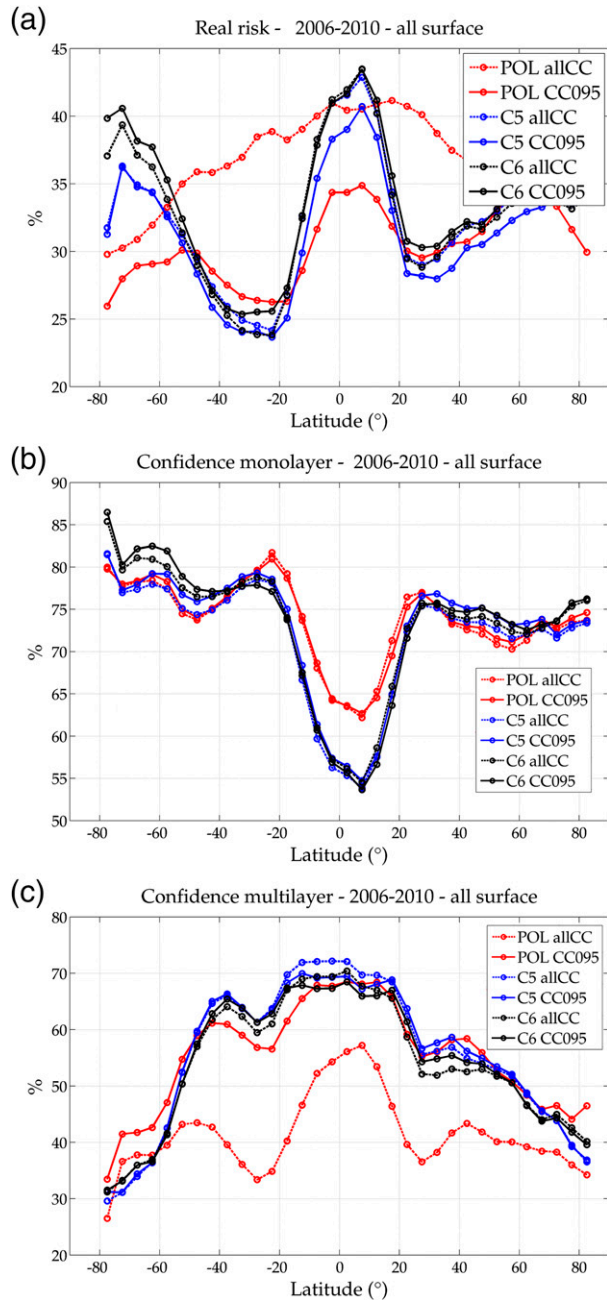 (a)
Real risk - 2006-2010 - all surface
45
40
35
30
25
20
%
-80 -60 -40 -20 0 20 40 60 80
Latitude (°)
POL allCC
POL CC095
C5 allCC
C5 CC095
C6 allCC
C6 CC095
(b)
Confidence monolayer - 2006-2010 - all surface
90
85
80
75
70
65
60
55
50
%
-80 -60 -40 -20 0 20 40 60 80
Latitude (°)
POL allCC
POL CC095
C5 allCC
C5 CC095
C6 allCC
C6 CC095
(c)
Confidence multilayer - 2006-2010 - all surface
80
70
60
50
40
30
20
%
-80 -60 -40 -20 0 20 40 60 80
Latitude (°)
POL allCC
POL CC095
C5 allCC
C5 CC095
C6 allCC
C6 CC095